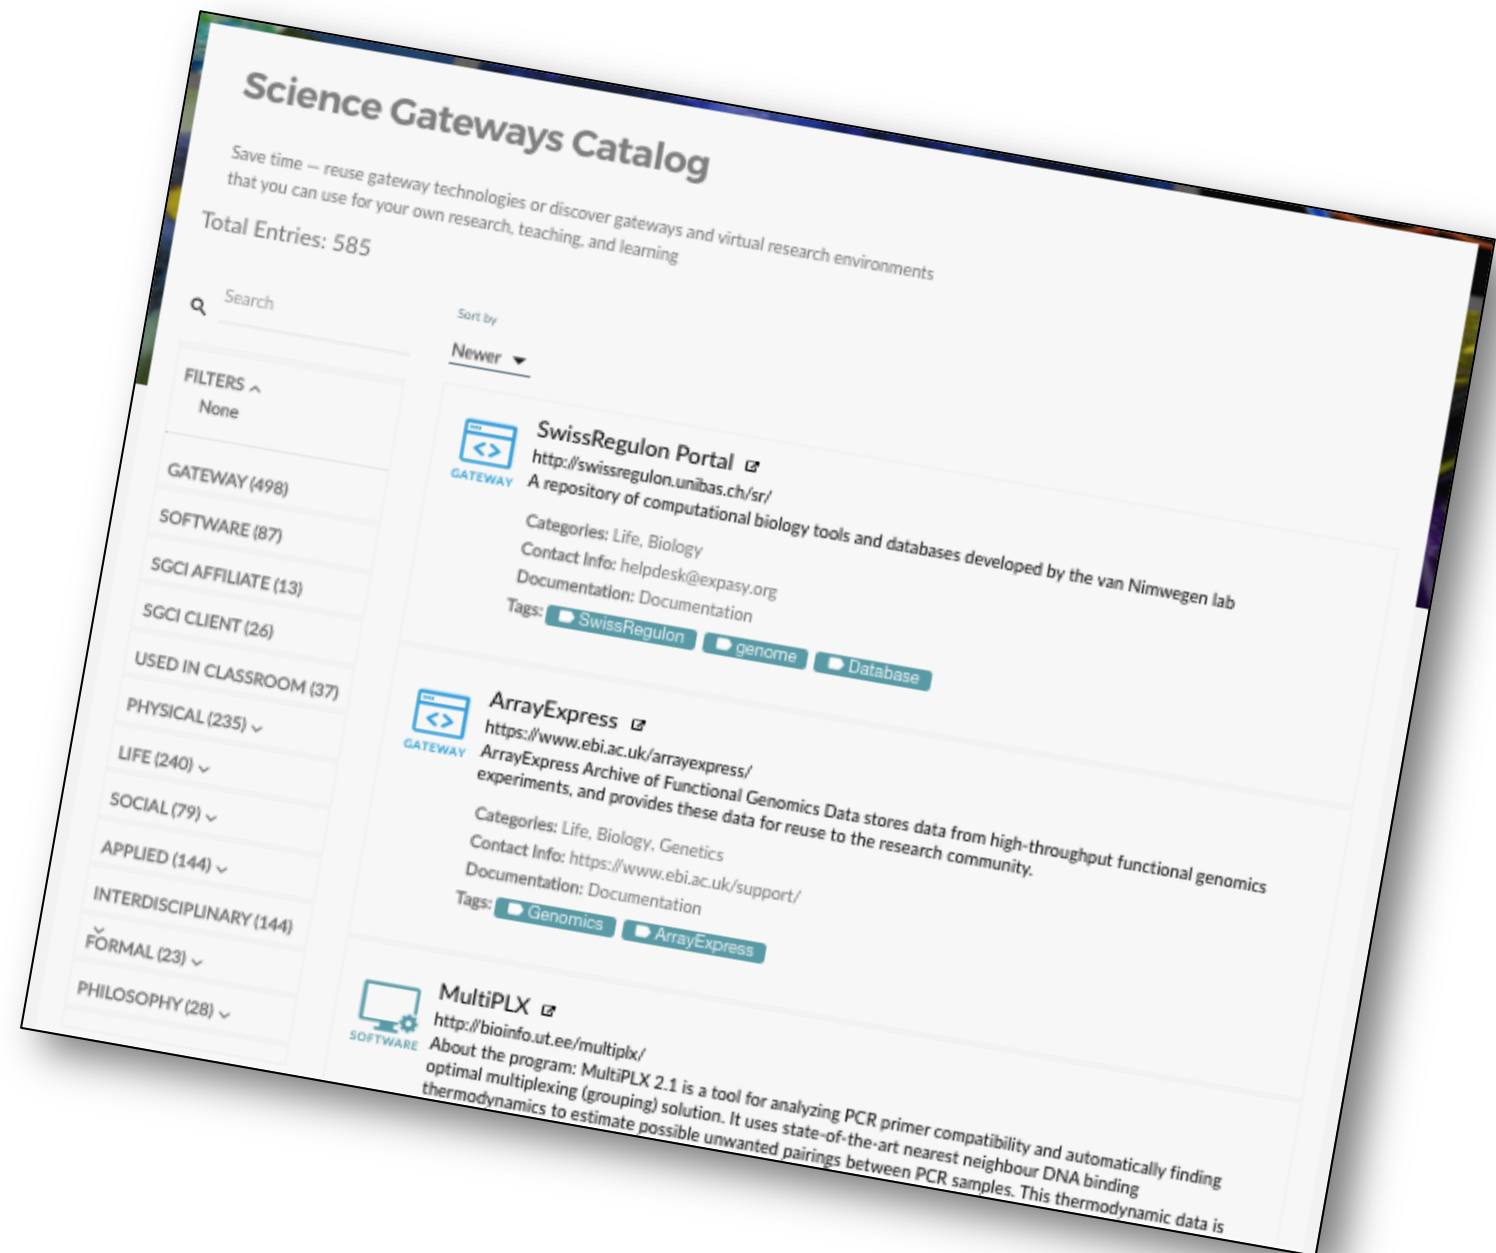 Science Gateways Catalog
Save time — reuse gateway technologies or discover gateways and virtual research environments
that you can use for your own research, teaching, and learning
Total Entries: 585
Search
Sort by
Newer
FILTERS
None
GATEWAY (498)
SOFTWARE (87)
SGCI AFFILIATE (13)
SGCI CLIENT (26)
USED IN CLASSROOM (37)
PHYSICAL (235)
LIFE (240)
SOCIAL (79)
APPLIED (144)
INTERDISCIPLINARY (144)
FORMAL (23)
PHILOSOPHY (28)
GATEWAY
SwissRegulon Portal
http://swissregulon.unibas.ch/sr/
A repository of computational biology tools and databases developed by the van Nimwegen lab
Categories: Life, Biology
Contact Info: helpdesk@expasy.org
Documentation: Documentation
Tags: SwissRegulon genome Database
GATEWAY
ArrayExpress
https://www.ebi.ac.uk/arrayexpress/
ArrayExpress Archive of Functional Genomics Data stores data from high-throughput functional genomics
experiments, and provides these data for reuse to the research community.
Categories: Life, Biology, Genetics
Contact Info: https://www.ebi.ac.uk/support/
Documentation: Documentation
Tags: Genomics ArrayExpress
SOFTWARE
MultiPLX
http://bioinfo.ut.ee/multiplx/
About the program: MultiPLX 2.1 is a tool for analyzing PCR primer compatibility and automatically finding
optimal multiplexing (grouping) solution. It uses state-of-the-art nearest neighbour DNA binding
thermodynamics to estimate possible unwanted pairings between PCR samples. This thermodynamic data is